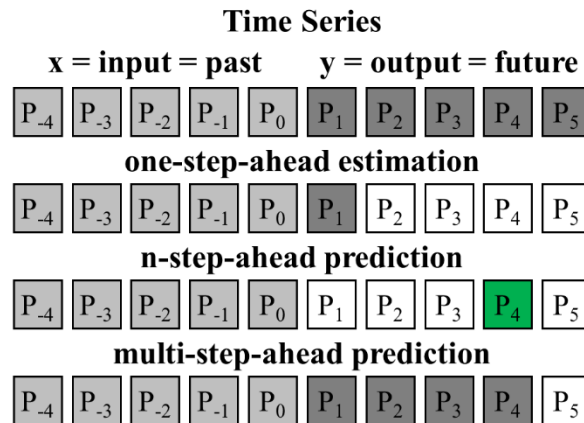 Time Series
x = input = past y = output = future
P-4 P-3 P-2 P-1 P0 P1 P2 P3 P4 P5
one-step-ahead estimation
P-4 P-3 P-2 P-1 P0 P1 P2 P3 P4 P5
n-step-ahead prediction
P-4 P-3 P-2 P-1 P0 P1 P2 P3 P4 P5
multi-step-ahead prediction
P-4 P-3 P-2 P-1 P0 P1 P2 P3 P4 P5